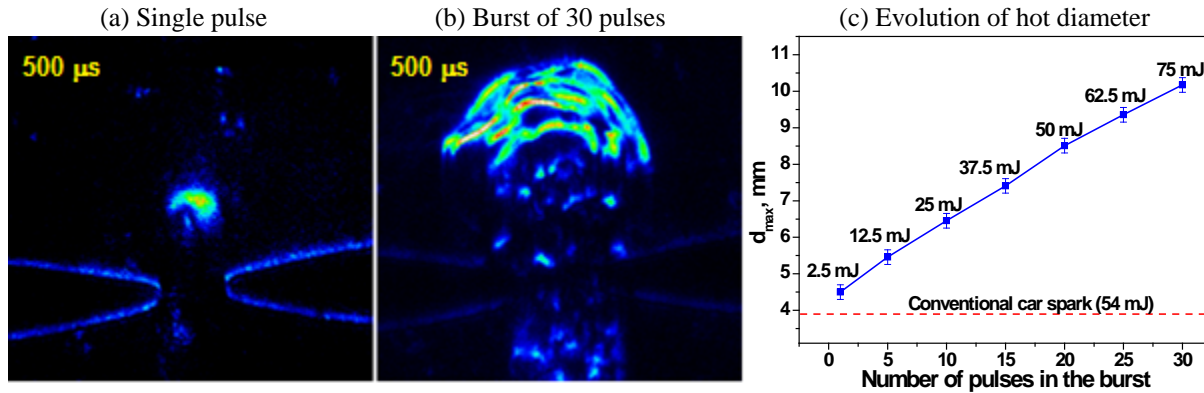 (a) Single pulse
(b) Burst of 30 pulses
(c) Evolution of hot diameter
500 µs
500 µs
11
10
9
8
7
6
5
4
d_max, mm
2.5 mJ
12.5 mJ
25 mJ
37.5 mJ
50 mJ
62.5 mJ
75 mJ
Conventional car spark (54 mJ)
0
5
10
15
20
25
30
Number of pulses in the burst